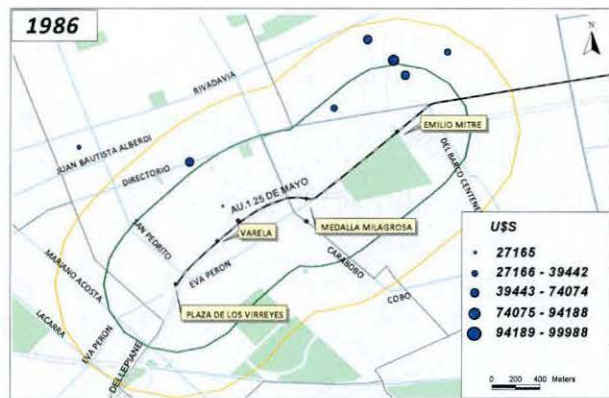 1986
N
RIVADAVIA
EMILIO MITRE
JUAN BAUTISTA ALBERDI
DIRECTORIO
DEL BARCO CENTENE
AU.1 25 DE MAYO
SAN PEDRITO
VARELA
MEDALLA MILAGROSA
MARIANO ACOSTA
EVA PERON
CARABOBO
COBO
PLAZA DE LOS VIRREYES
LACARRA
EVA PERON
DELLEPIANE
U$S
27165
27166 - 39442
39443 - 74074
74075 - 94188
94189 - 99988
0 200 400 Meters